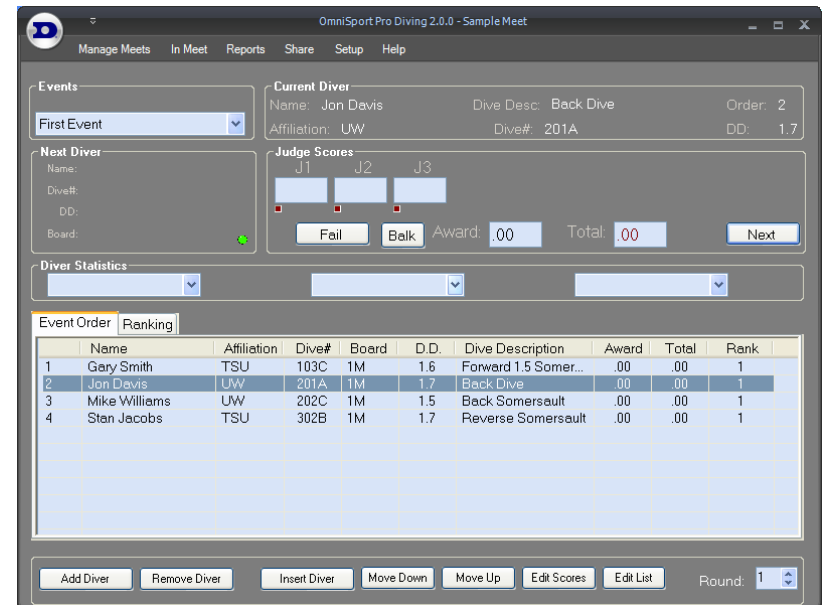 OmniSport Pro Diving 2.0.0 - Sample Meet
Manage Meets In Meet Reports Share Setup Help
Events
First Event
Current Diver
Name: Jon Davis Dive Desc: Back Dive Order: 2
Affiliation: UW Dive#: 201A DD: 1.7
Next Diver
Name:
Dive#:
DD:
Board:
Judge Scores
J1 J2 J3
Fail Balk Award: .00 Total: .00 Next
Diver Statistics
Event Order Ranking
Name Affiliation Dive# Board D.D. Dive Description Award Total Rank
1 Gary Smith TSU 103C 1M 1.6 Forward 1.5 Somer... .00 .00 1
2 Jon Davis UW 201A 1M 1.7 Back Dive .00 .00 1
3 Mike Williams UW 202C 1M 1.5 Back Somersault .00 .00 1
4 Stan Jacobs TSU 302B 1M 1.7 Reverse Somersault .00 .00 1
Add Diver Remove Diver Insert Diver Move Down Move Up Edit Scores Edit List Round: 1